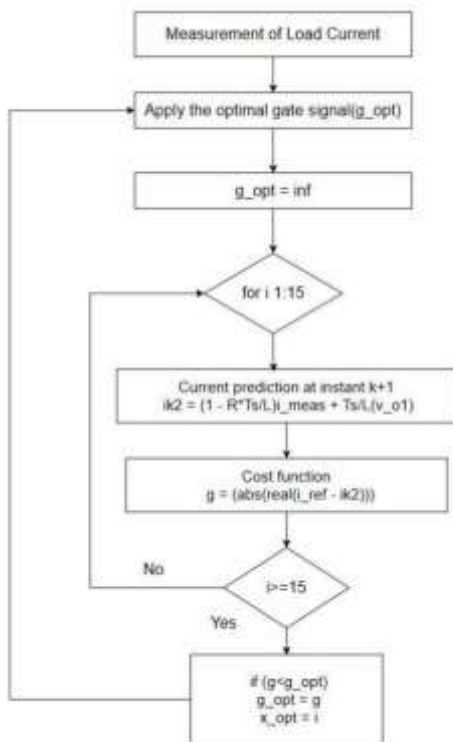 Measurement of Load Current
Apply the optimal gate signal(g_opt)
g_opt = inf
for i 1:15
Current prediction at instant k+1
ik2 = (1 - R*Ts/L)i_meas + Ts/L(v_o1)
Cost function
g = (abs(real(i_ref - ik2)))
No
i>=15
Yes
if (g<g_opt)
g_opt = g
x_opt = i